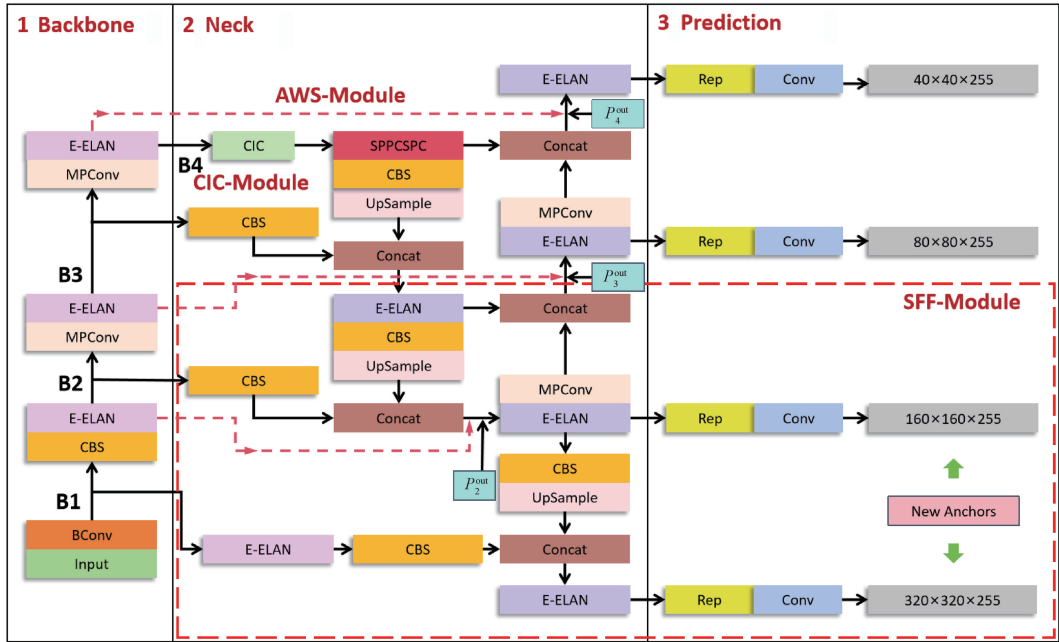 1 Backbone
2 Neck
3 Prediction
E-ELAN
Rep
Conv
40×40×255
AWS-Module
P₄ᵒᵘᵗ
E-ELAN
MPConv
B4
CIC
SPPCSPC
CBS
UpSample
Concat
CIC-Module
CBS
Concat
MPConv
E-ELAN
Rep
Conv
80×80×255
B3
P₃ᵒᵘᵗ
SFF-Module
E-ELAN
MPConv
E-ELAN
CBS
UpSample
Concat
B2
CBS
Concat
MPConv
E-ELAN
Rep
Conv
160×160×255
E-ELAN
CBS
P₂ᵒᵘᵗ
CBS
UpSample
New Anchors
B1
BConv
Input
E-ELAN
CBS
Concat
E-ELAN
Rep
Conv
320×320×255